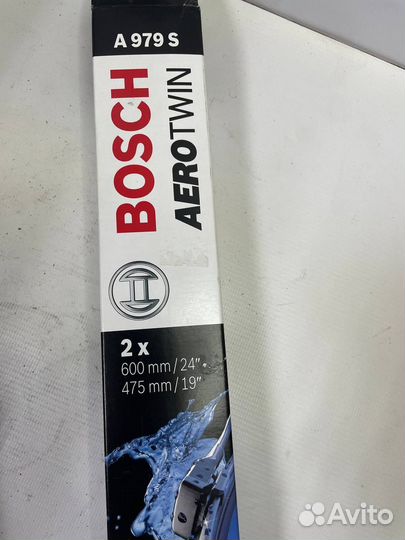 A 979 S
BOSCH
AEROTWIN
2 x
600 mm / 24"
475 mm / 19"
Avito